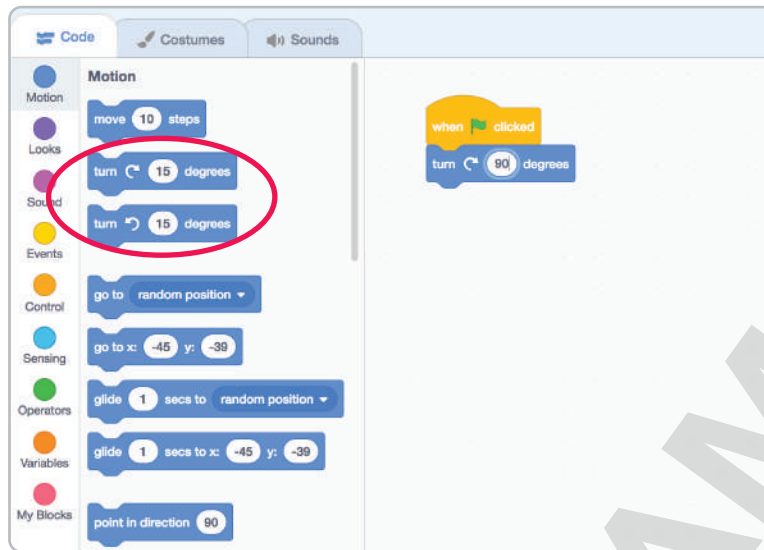 Code
Costumes
Sounds
Motion
Looks
Sound
Events
Control
Sensing
Operators
Variables
My Blocks
Motion
move 10 steps
turn 15 degrees
turn 15 degrees
go to random position
go to x: -45 y: -39
glide 1 secs to random position
glide 1 secs to x: -45 y: -39
point in direction 90
when clicked
turn 90 degrees